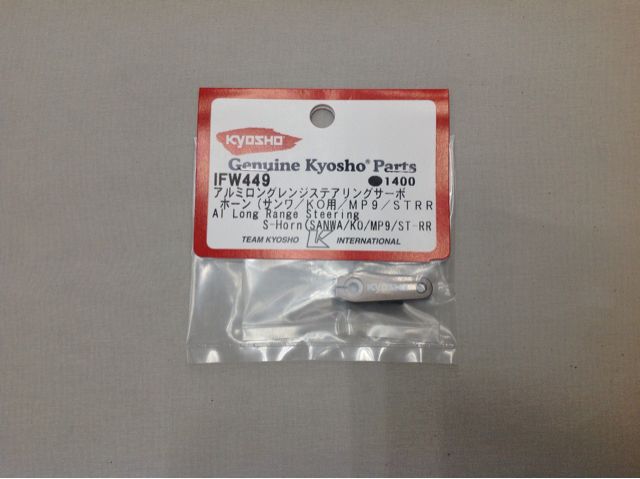 KYOSHO
Genuine Kyosho® Parts
IFW449 ●1400
アルミロングレンジステアリングサーボ
ホーン(サンワ/KO用/MP9/STRR
Al Long Range Steering
S-Horn(SANWA/KO/MP9/ST-RR
TEAM KYOSHO K INTERNATIONAL
KYOSHO